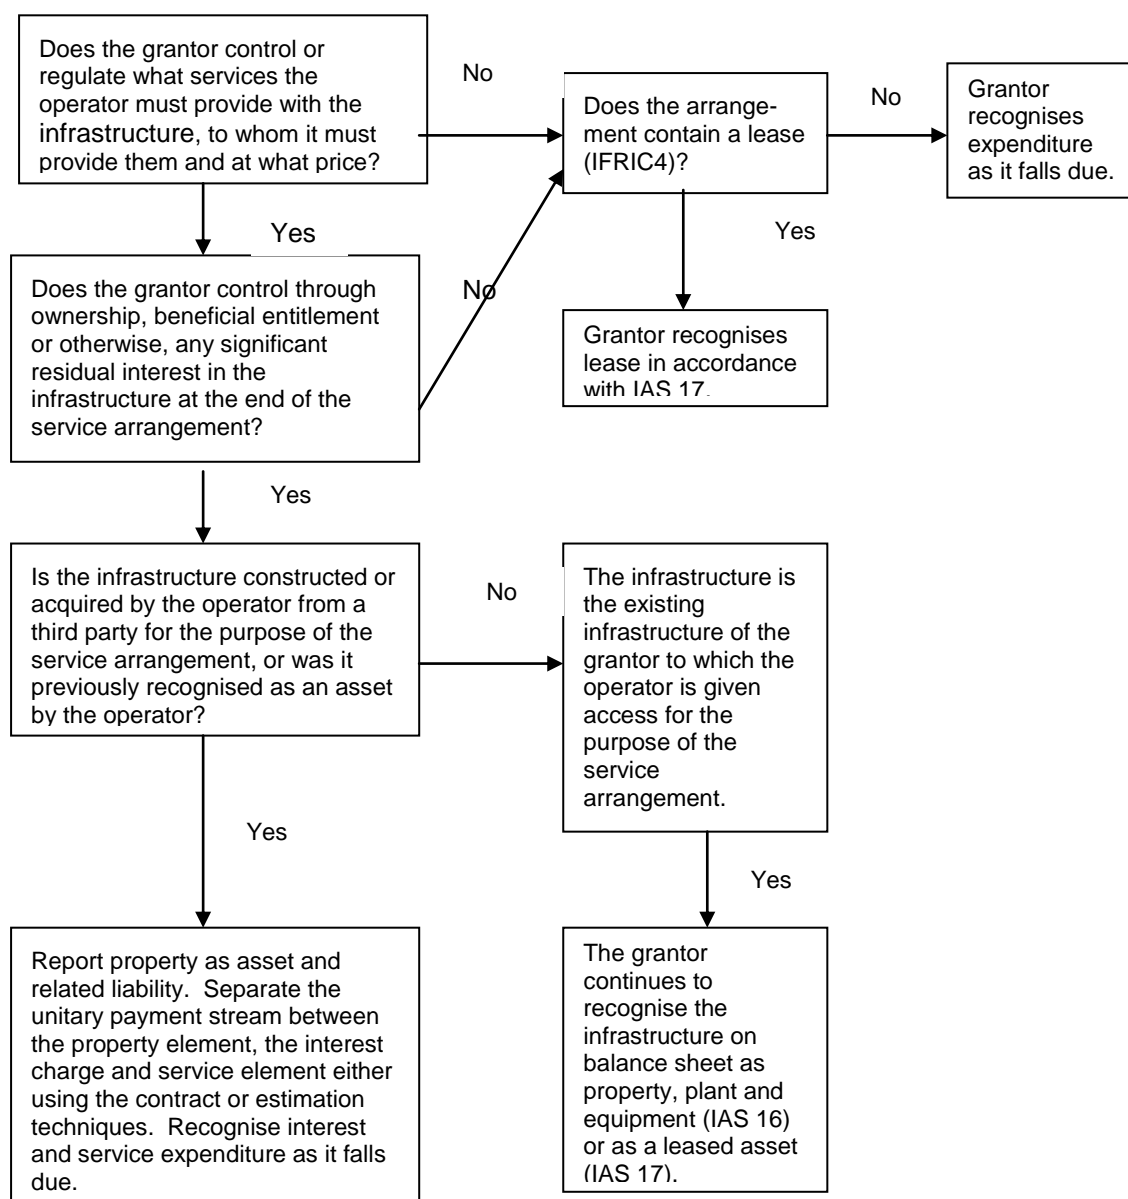 Does the grantor control or
regulate what services the
operator must provide with the
infrastructure, to whom it must
provide them and at what price?
No
Does the arrange-
ment contain a lease
(IFRIC4)?
No
Grantor
recognises
expenditure
as it falls due.
Yes
Yes
Does the grantor control through
ownership, beneficial entitlement
or otherwise, any significant
residual interest in the
infrastructure at the end of the
service arrangement?
No
Grantor recognises
lease in accordance
with IAS 17.
Yes
Is the infrastructure constructed or
acquired by the operator from a
third party for the purpose of the
service arrangement, or was it
previously recognised as an asset
by the operator?
No
The infrastructure is
the existing
infrastructure of the
grantor to which the
operator is given
access for the
purpose of the
service
arrangement.
Yes
Yes
Report property as asset and
related liability.  Separate the
unitary payment stream between
the property element, the interest
charge and service element either
using the contract or estimation
techniques.  Recognise interest
and service expenditure as it falls
due.
The grantor
continues to
recognise the
infrastructure on
balance sheet as
property, plant and
equipment (IAS 16)
or as a leased asset
(IAS 17).